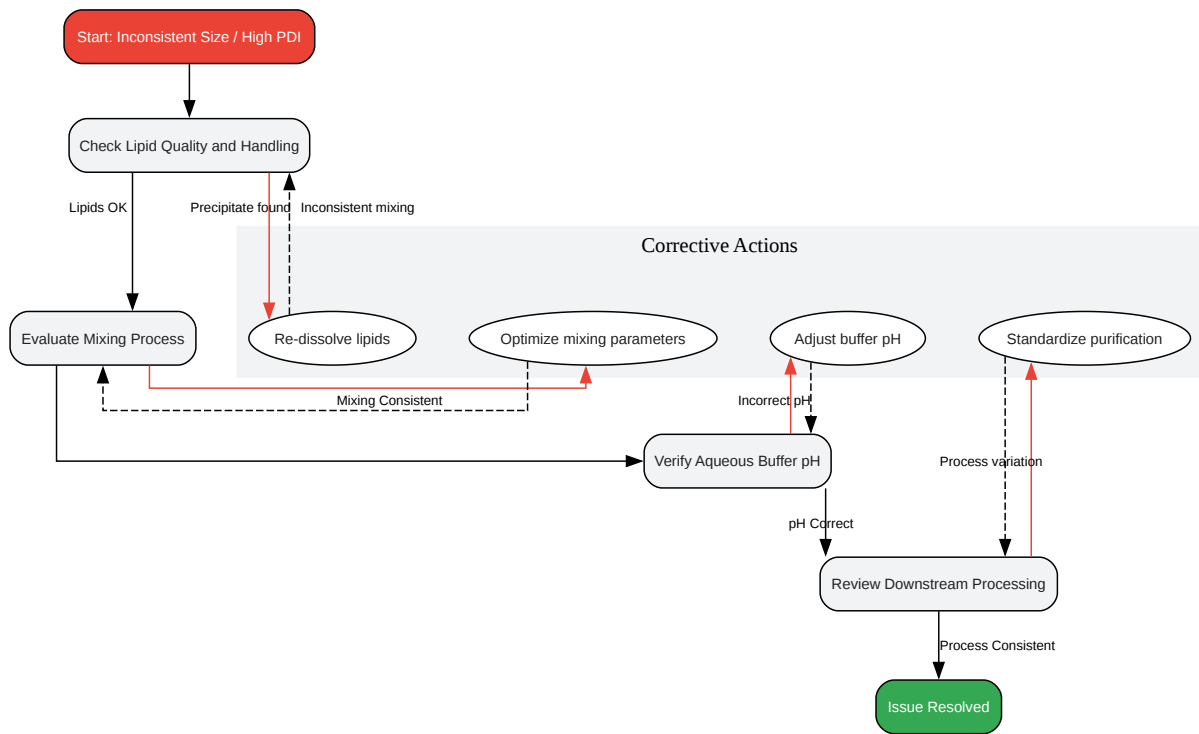 Start: Inconsistent Size / High PDI
Check Lipid Quality and Handling
Lipids OK
Precipitate found
Inconsistent mixing
Corrective Actions
Evaluate Mixing Process
Re-dissolve lipids
Optimize mixing parameters
Adjust buffer pH
Standardize purification
Mixing Consistent
Incorrect pH
Verify Aqueous Buffer pH
Process variation
pH Correct
Review Downstream Processing
Process Consistent
Issue Resolved